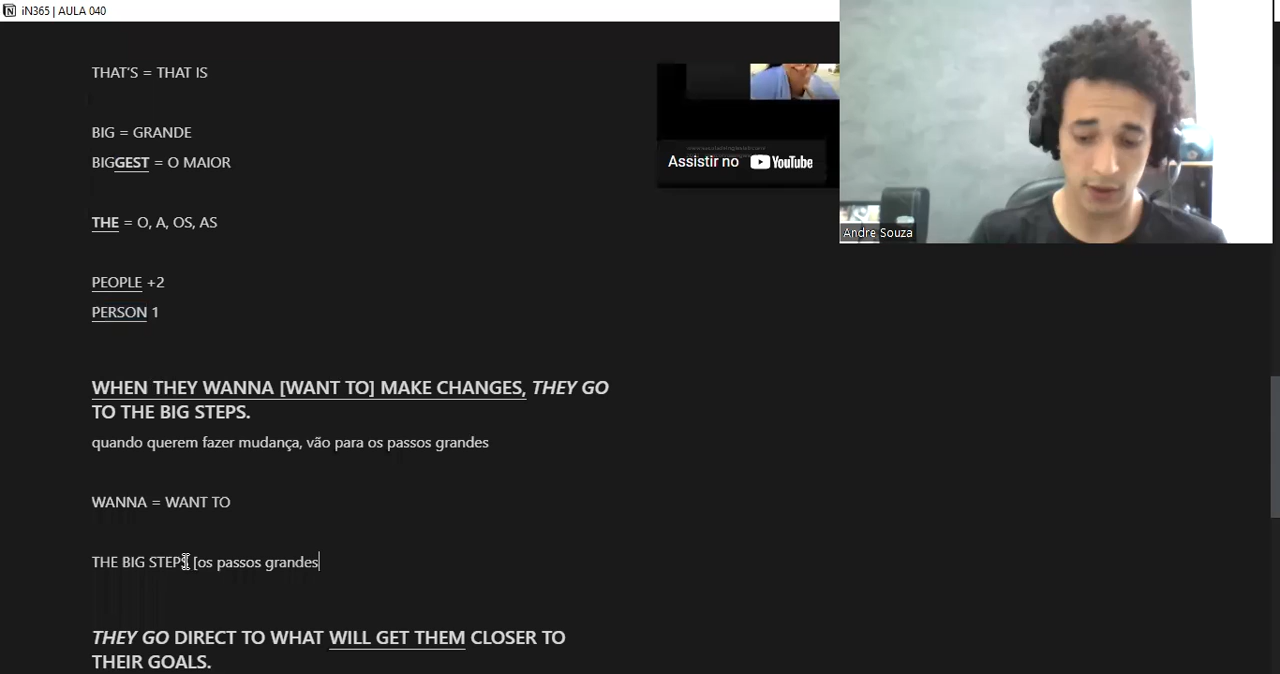 iN365 | AULA 040
THAT'S = THAT IS
BIG = GRANDE
BIGGEST = O MAIOR
THE = O, A, OS, AS
PEOPLE +2
PERSON 1
WHEN THEY WANNA [WANT TO] MAKE CHANGES, THEY GO
TO THE BIG STEPS.
quando querem fazer mudança, vão para os passos grandes
WANNA = WANT TO
THE BIG STEPS [os passos grandes
THEY GO DIRECT TO WHAT WILL GET THEM CLOSER TO
THEIR GOALS.
Assistir no YouTube
Andre Souza